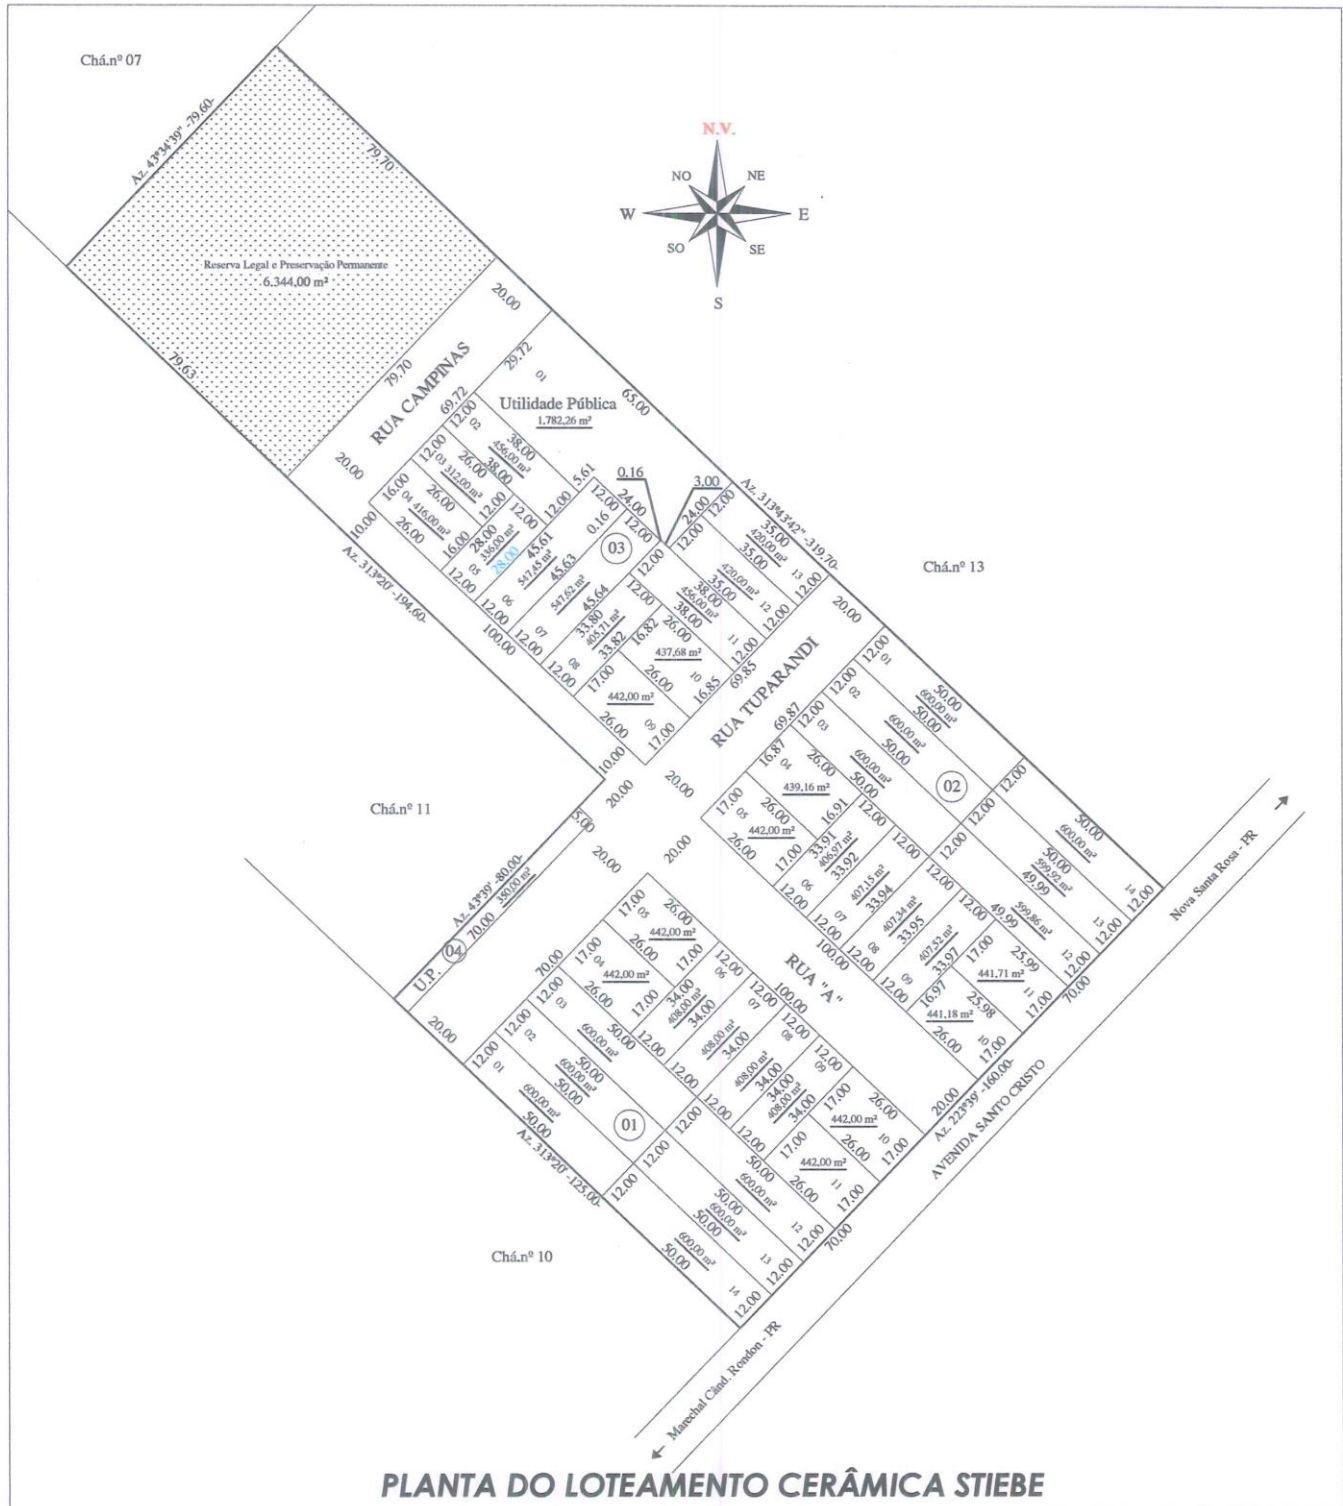 Chá.nº 07
Az. 43º34'39" -79.60-
79.70
Reserva Legal e Preservação Permanente
6.344,00 m²
79.63
79.70
N.V.
NO
NE
W
E
SO
SE
S
20.00
RUA CAMPINAS
20.00
69.72
29.72
01
Utilidade Pública
1.782,26 m²
65.00
5.61
12.00
02
38.00
456,00 m²
38.00
12.00
03
26.00
312,00 m²
12.00
16.00
04
26.00
416,00 m²
26.00
16.00
10.00
12.00
28.00
336,00 m²
28.00
05
12.00
12.00
45.61
547,45 m²
06
12.00
12.00
24.00
0.16
0.16
3.00
45.63
547,62 m²
07
12.00
12.00
45.64
03
33.80
405,71 m²
33.82
08
12.00
12.00
12.00
16.82
26.00
437,68 m²
10
16.85
17.00
26.00
442,00 m²
09
26.00
17.00
38.00
456,00 m²
38.00
11
12.00
35.00
420,00 m²
12
12.00
12.00
24.00
12.00
35.00
420,00 m²
35.00
13
12.00
69.85
100.00
Az. 313º20' -194.60-
Az. 313º43'42" -319.70-
Chá.nº 13
20.00
RUA TUPARANDI
10.00
20.00
20.00
20.00
20.00
Chá.nº 11
5.00
Az. 43º39' -80.00-
350,00 m²
70.00
U.P.
04
69.87
12.00
01
50.00
600,00 m²
50.00
12.00
12.00
02
600,00 m²
50.00
12.00
12.00
03
600,00 m²
50.00
12.00
02
16.87
04
26.00
439,16 m²
16.91
17.00
05
26.00
442,00 m²
26.00
17.00
33.91
406,97 m²
33.92
06
12.00
12.00
407,15 m²
33.94
07
12.00
12.00
407,34 m²
33.95
08
12.00
12.00
407,52 m²
33.97
09
12.00
12.00
17.00
25.99
441,71 m²
11
17.00
16.97
25.98
441,18 m²
26.00
10
17.00
49.99
599,86 m²
12
12.00
49.99
599,92 m²
50.00
13
12.00
50.00
600,00 m²
14
12.00
100.00
70.00
RUA "A"
100.00
20.00
70.00
20.00
12.00
01
600,00 m²
50.00
50.00
12.00
12.00
02
50.00
600,00 m²
12.00
12.00
03
50.00
600,00 m²
01
17.00
04
26.00
442,00 m²
17.00
17.00
05
26.00
26.00
442,00 m²
17.00
12.00
06
34.00
408,00 m²
34.00
12.00
12.00
07
408,00 m²
34.00
12.00
12.00
08
408,00 m²
34.00
12.00
12.00
09
34.00
408,00 m²
34.00
12.00
17.00
26.00
442,00 m²
10
17.00
17.00
26.00
442,00 m²
26.00
11
17.00
50.00
600,00 m²
12
12.00
50.00
600,00 m²
50.00
13
12.00
600,00 m²
50.00
14
12.00
70.00
Az. 313º20' -125.00-
Chá.nº 10
Az. 223º39' -160.00-
AVENIDA SANTO CRISTO
Nova Santa Rosa - PR
Marechal Când. Rondon - PR
PLANTA DO LOTEAMENTO CERÂMICA STIEBE